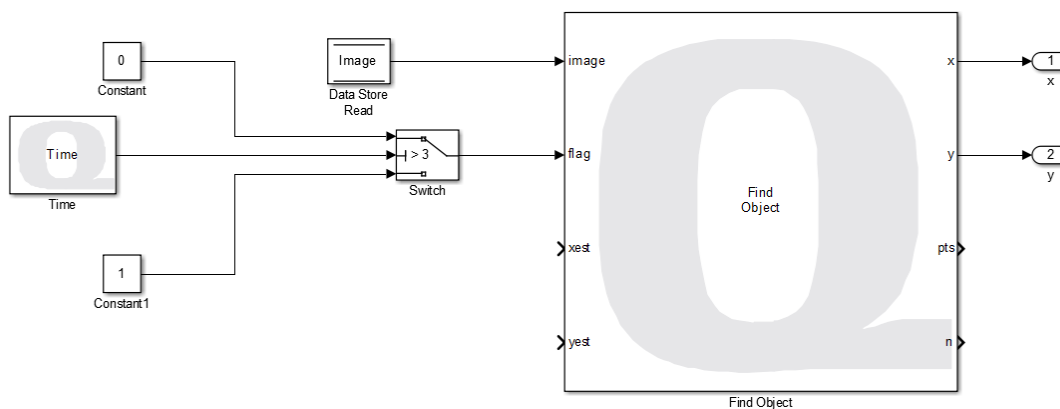 0
Constant
Image
Data Store
Read
Time
Time
> 3
Switch
1
Constant1
image
flag
xest
yest
Find
Object
x
y
pts
n
Find Object
1
x
2
y